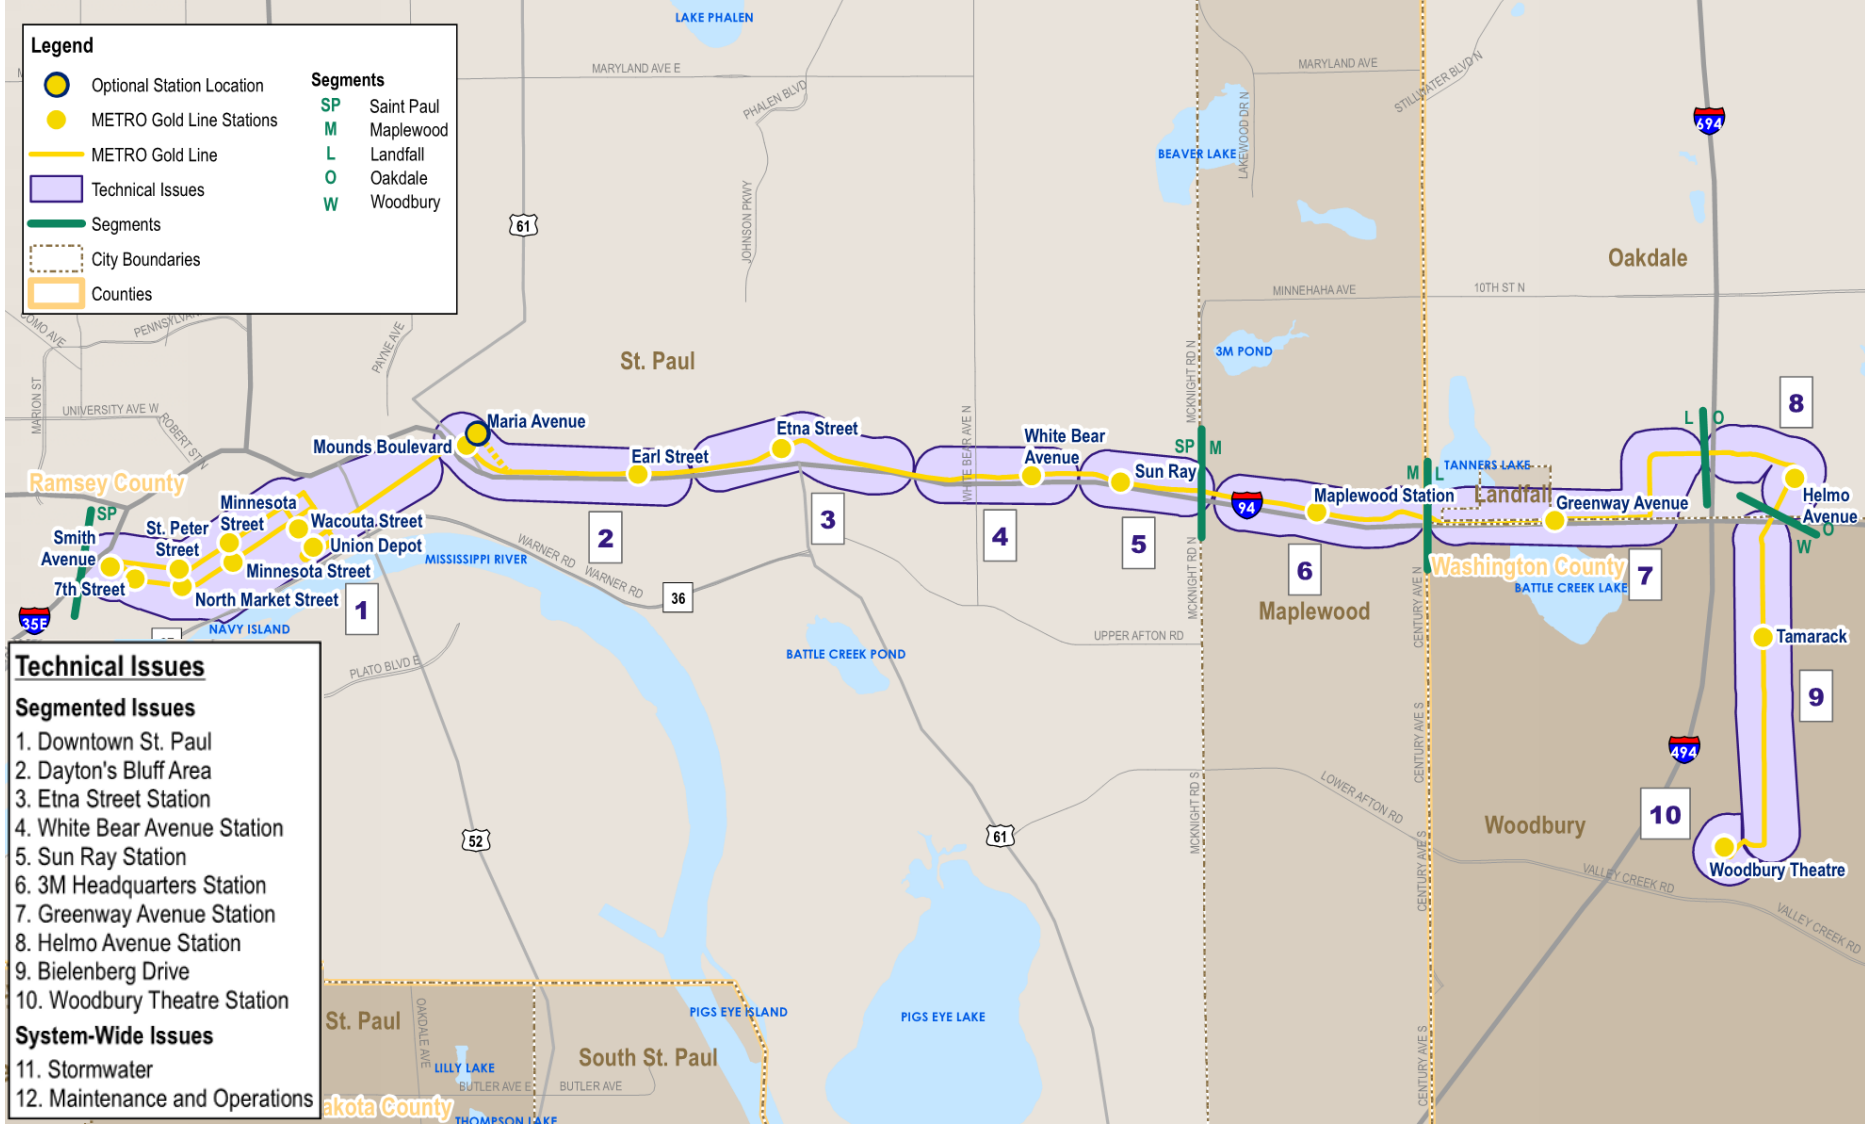 Legend
Optional Station Location
METRO Gold Line Stations
METRO Gold Line
Technical Issues
Segments
City Boundaries
Counties
Segments
SP Saint Paul
M Maplewood
L Landfall
O Oakdale
W Woodbury
LAKE PHALEN
MARYLAND AVE E
PHALEN BLVD
JOHNSON PKWY
61
BEAVER LAKE
LAKEWOOD DR N
MARYLAND AVE
STILLWATER BLVD N
694
Oakdale
MINNEHAHA AVE
10TH ST N
3M POND
MCKNIGHT RD N
COMO AVE
PENNSYLVAN
PAYNE AVE
MARION ST
UNIVERSITY AVE W
ROBERT ST N
St. Paul
Ramsey County
Maria Avenue
Mounds Boulevard
Earl Street
Etna Street
WHITE BEAR AVE N
White Bear
Avenue
Sun Ray
SP M
94
Maplewood Station
M L
TANNERS LAKE
Landfall
Greenway Avenue
L O
8
Helmo
Avenue
O
W
SP
Smith
Avenue
7th Street
St. Peter
Street
Minnesota
Street
Wacouta Street
Union Depot
Minnesota Street
North Market Street
NAVY ISLAND
35E
1
MISSISSIPPI RIVER
WARNER RD
WARNER RD
36
2
3
4
5
6
7
MCKNIGHT RD N
Maplewood
Washington County
BATTLE CREEK LAKE
CENTURY AVE N
UPPER AFTON RD
BATTLE CREEK POND
PLATO BLVD E
Tamarack
9
494
10
Woodbury
Woodbury Theatre
LOWER AFTON RD
VALLEY CREEK RD
VALLEY CREEK RD
MCKNIGHT RD S
CENTURY AVE S
CENTURY AVE S
CENTURY AVE S
CENTURY AVE S
52
61
Technical Issues
Segmented Issues
1. Downtown St. Paul
2. Dayton's Bluff Area
3. Etna Street Station
4. White Bear Avenue Station
5. Sun Ray Station
6. 3M Headquarters Station
7. Greenway Avenue Station
8. Helmo Avenue Station
9. Bielenberg Drive
10. Woodbury Theatre Station
System-Wide Issues
11. Stormwater
12. Maintenance and Operations
St. Paul
OAKDALE AVE
South St. Paul
LILLY LAKE
BUTLER AVE E
BUTLER AVE
akota County
THOMPSON LAKE
PIGS EYE ISLAND
PIGS EYE LAKE